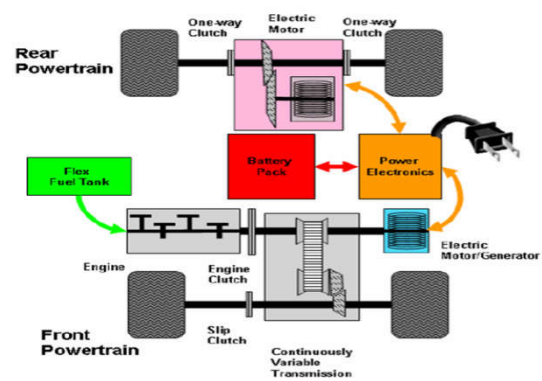 One-way
Clutch
Electric
Motor
One-way
Clutch
Rear
Powertrain
Flex
Fuel Tank
Battery
Pack
Power
Electronics
Engine
Engine
Clutch
Electric
Motor/Generator
Front
Powertrain
Slip
Clutch
Continuously
Variable
Transmission